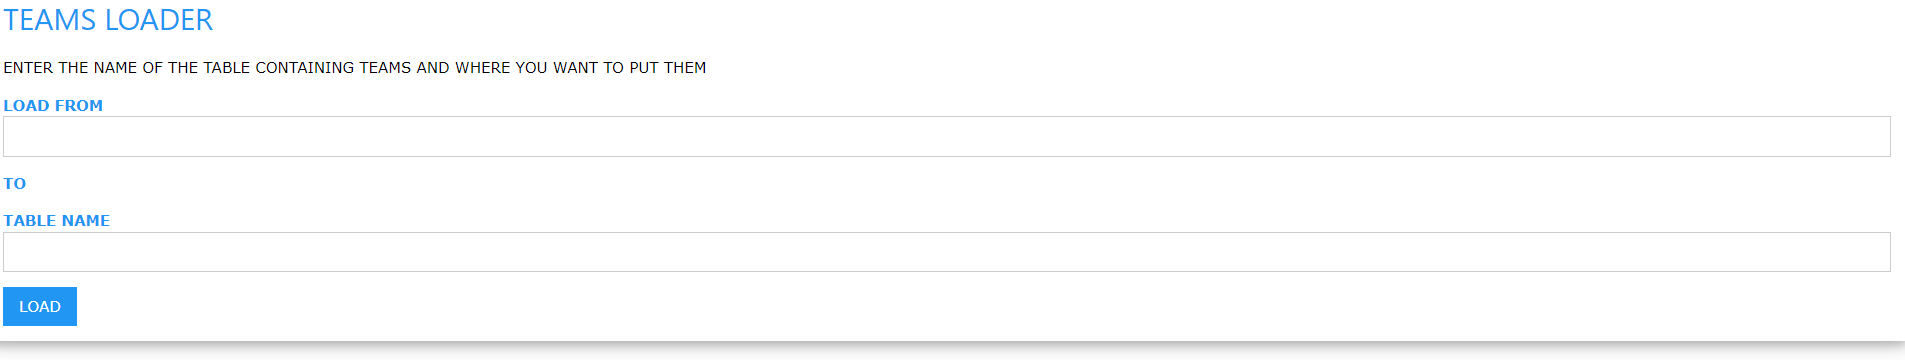 TEAMS LOADER
ENTER THE NAME OF THE TABLE CONTAINING TEAMS AND WHERE YOU WANT TO PUT THEM
LOAD FROM
TO
TABLE NAME
LOAD